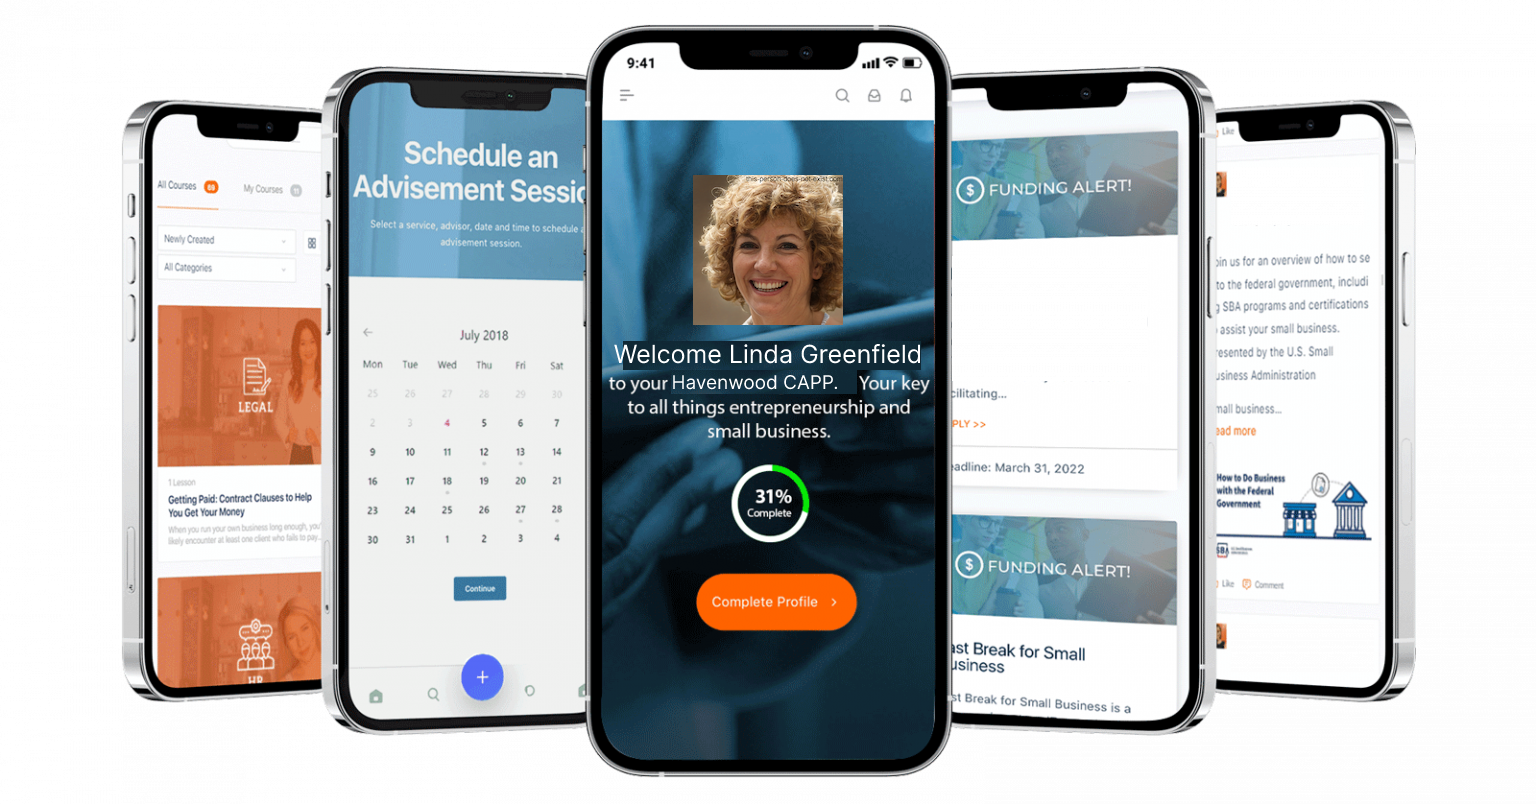 All Courses 86 My Courses 11
Newly Created
All Categories
LEGAL
1 Lesson
Getting Paid: Contract Clauses to Help
You Get Your Money
When you run your own business long enough, you'
likely encounter at least one client who fails to pay...
HR
Schedule an
Advisement Sessio
Select a service, advisor, date and time to schedule a
advisement session.
July 2018
Mon Tue Wed Thu Fri Sat
25 26 27 28 29 30
2 3 4 5 6 7
9 10 11 12 13 14
16 17 18 19 20 21
23 24 25 26 27 28
30 31 1 2 3 4
Continue
+
9:41
this-person-does-not-exist.com
Welcome Linda Greenfield
to your Havenwood CAPP. Your key
to all things entrepreneurship and
small business.
31%
Complete
Complete Profile >
$ FUNDING ALERT!
cilitating...
PLY >>
eadline: March 31, 2022
$ FUNDING ALERT!
ast Break for Small
usiness
st Break for Small Business is a
Like
oin us for an overview of how to se
to the federal government, includi
g SBA programs and certifications
assist your small business.
resented by the U.S. Small
usiness Administration
mall business...
ead more
How to Do Business
with the Federal
Government
SBA
Like Comment